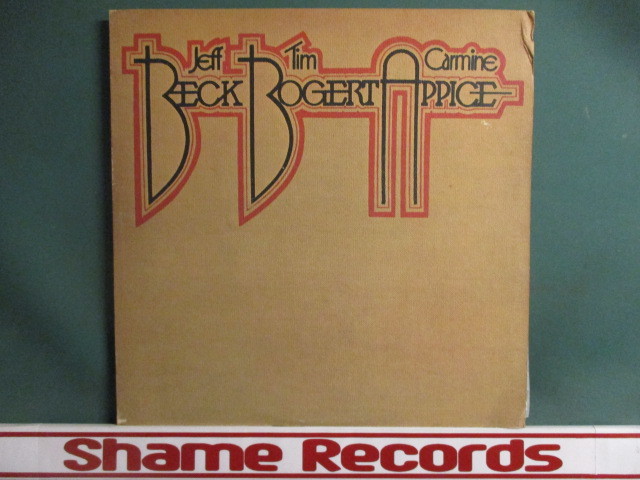 Jeff Tim Carmine
BECK BOGERT APPICE
Shame Records